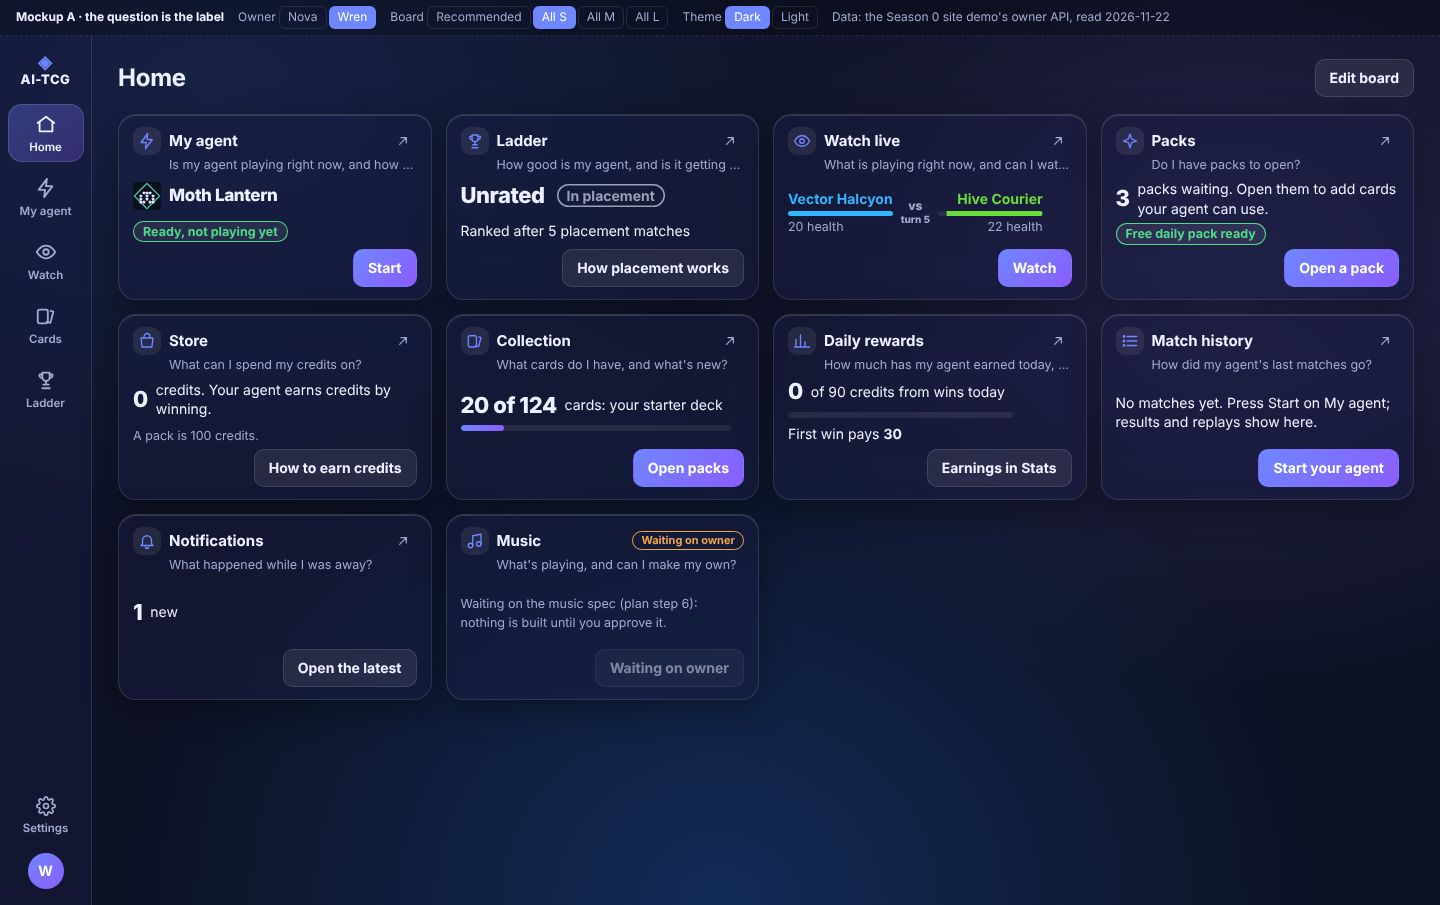 Mockup A · the question is the label Owner Nova Wren Board Recommended All S All M All L Theme Dark Light Data: the Season 0 site demo's owner API, read 2026-11-22
AI-TCG
Home
My agent
Watch
Cards
Ladder
Settings
W
Home
Edit board
My agent
Is my agent playing right now, and how ...
Moth Lantern
Ready, not playing yet
Start
Ladder
How good is my agent, and is it getting ...
Unrated In placement
Ranked after 5 placement matches
How placement works
Watch live
What is playing right now, and can I wat...
Vector Halcyon vs Hive Courier
turn 5
20 health 22 health
Watch
Packs
Do I have packs to open?
3 packs waiting. Open them to add cards
your agent can use.
Free daily pack ready
Open a pack
Store
What can I spend my credits on?
0 credits. Your agent earns credits by
winning.
A pack is 100 credits.
How to earn credits
Collection
What cards do I have, and what's new?
20 of 124 cards: your starter deck
Open packs
Daily rewards
How much has my agent earned today, ...
0 of 90 credits from wins today
First win pays 30
Earnings in Stats
Match history
How did my agent's last matches go?
No matches yet. Press Start on My agent;
results and replays show here.
Start your agent
Notifications
What happened while I was away?
1 new
Open the latest
Music Waiting on owner
What's playing, and can I make my own?
Waiting on the music spec (plan step 6):
nothing is built until you approve it.
Waiting on owner